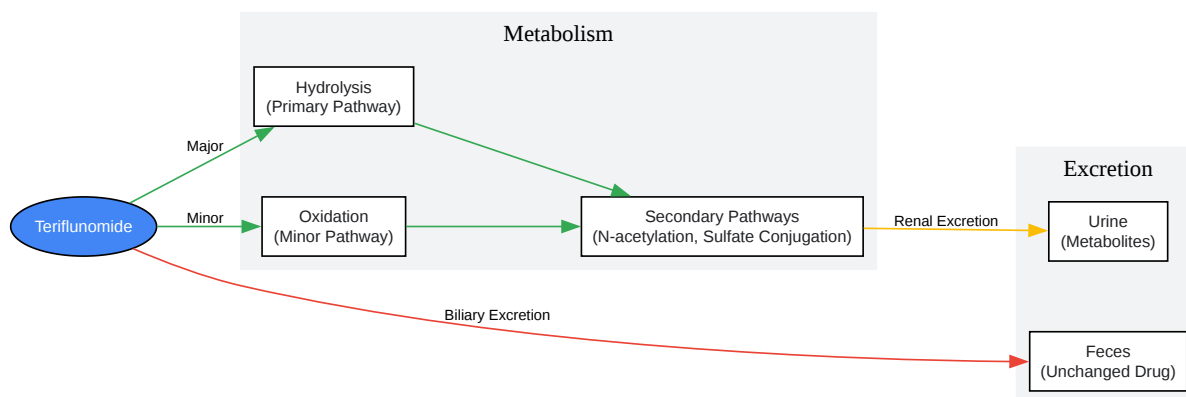 Metabolism
Hydrolysis
(Primary Pathway)
Major
Excretion
Teriflunomide
Minor
Oxidation
(Minor Pathway)
Secondary Pathways
(N-acetylation, Sulfate Conjugation)
Renal Excretion
Urine
(Metabolites)
Biliary Excretion
Feces
(Unchanged Drug)